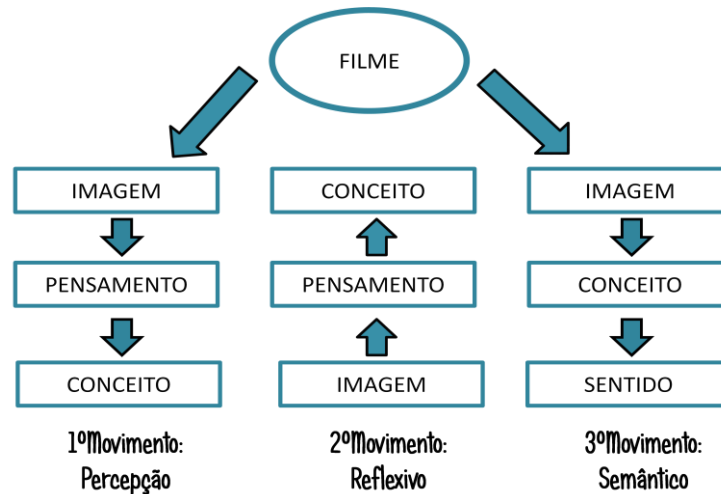 FILME
IMAGEM
PENSAMENTO
CONCEITO
1ºMovimento:
Percepção
CONCEITO
PENSAMENTO
IMAGEM
2ºMovimento:
Reflexivo
IMAGEM
CONCEITO
SENTIDO
3ºMovimento:
Semântico